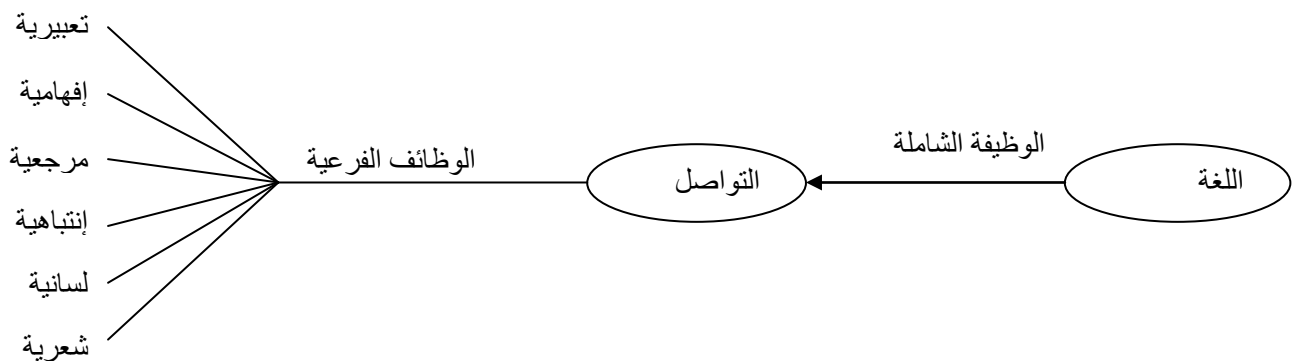 اللغة
الوظيفة الشاملة
التواصل
الوظائف الفرعية
تعبيرية
إفهامية
مرجعية
إنتباهية
لسانية
شعرية